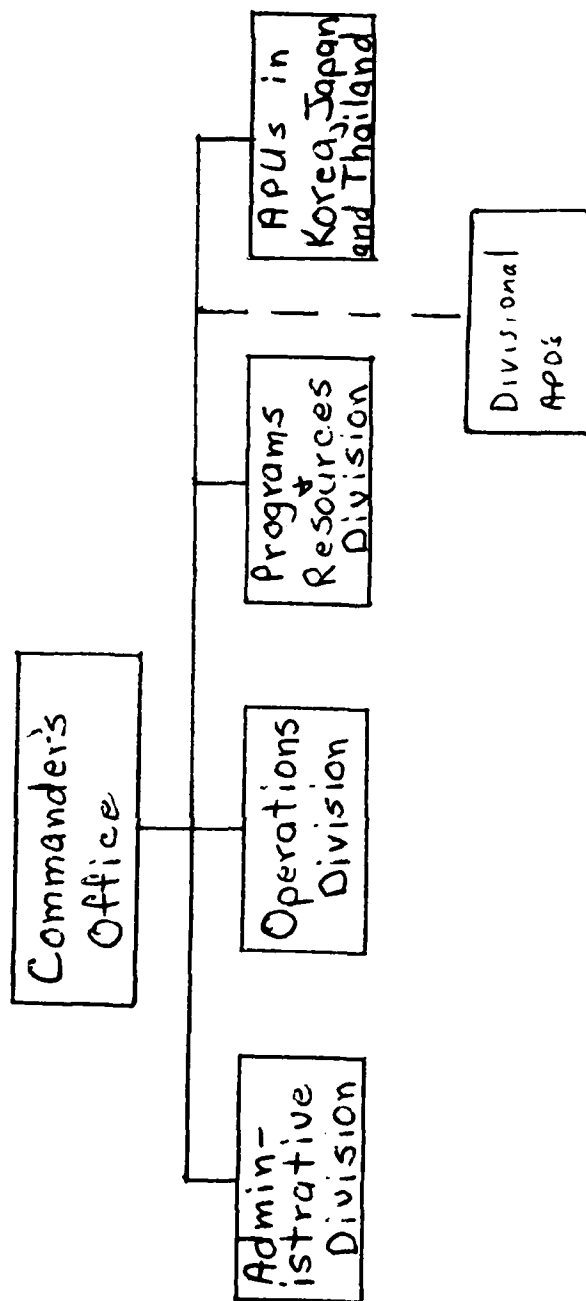 Commander's
Office
Admin-
istrative
Division
Operations
Division
Programs
+
Resources
Division
APUs in
Korea, Japan
and Thailand
Divisional
APO's